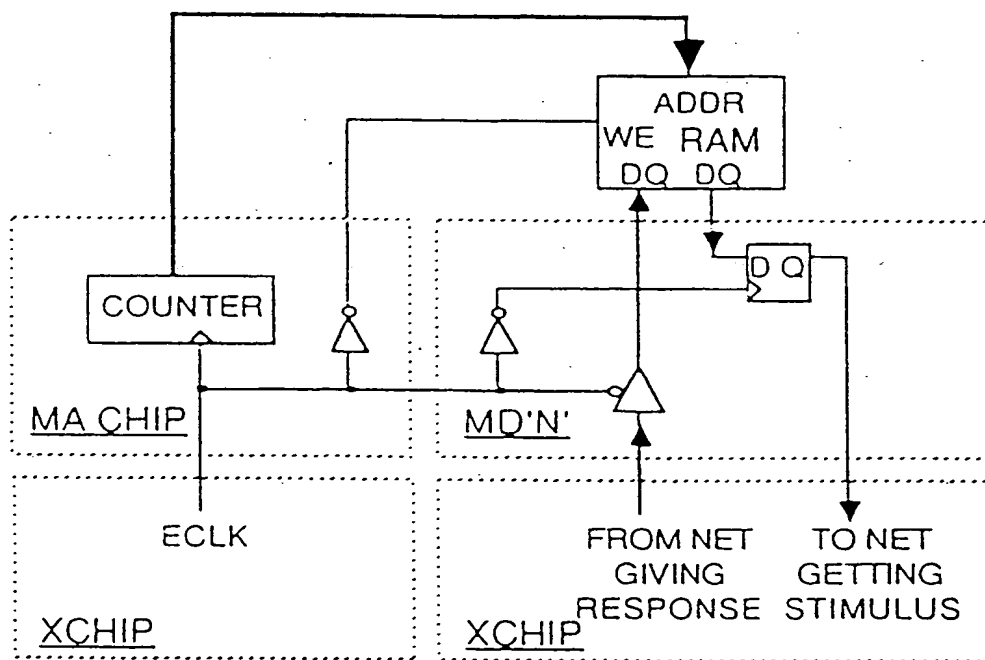 ADDR
WE RAM
DQ DQ
D Q
COUNTER
MA CHIP
MD'N'
ECLK
FROM NET
GIVING
RESPONSE
TO NET
GETTING
STIMULUS
XCHIP
XCHIP